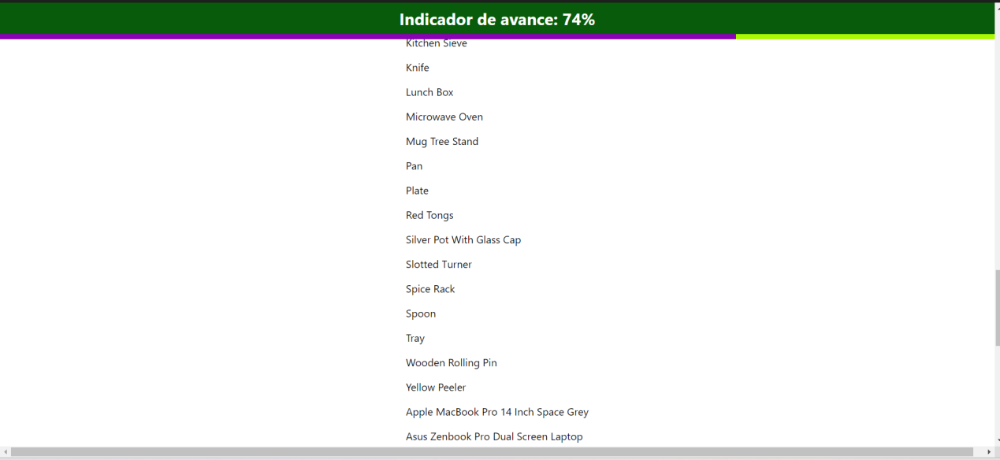 Indicador de avance: 74%
Kitchen Sieve
Knife
Lunch Box
Microwave Oven
Mug Tree Stand
Pan
Plate
Red Tongs
Silver Pot With Glass Cap
Slotted Turner
Spice Rack
Spoon
Tray
Wooden Rolling Pin
Yellow Peeler
Apple MacBook Pro 14 Inch Space Grey
Asus Zenbook Pro Dual Screen Laptop